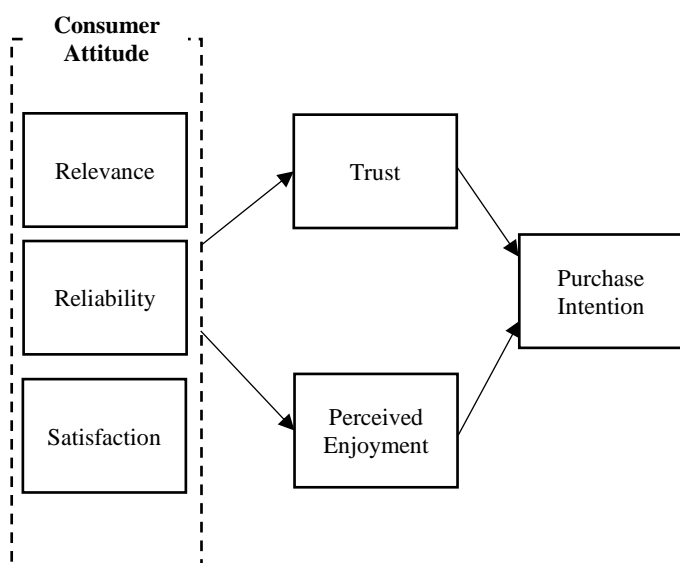 Consumer
Attitude
Relevance
Trust
Reliability
Purchase
Intention
Satisfaction
Perceived
Enjoyment